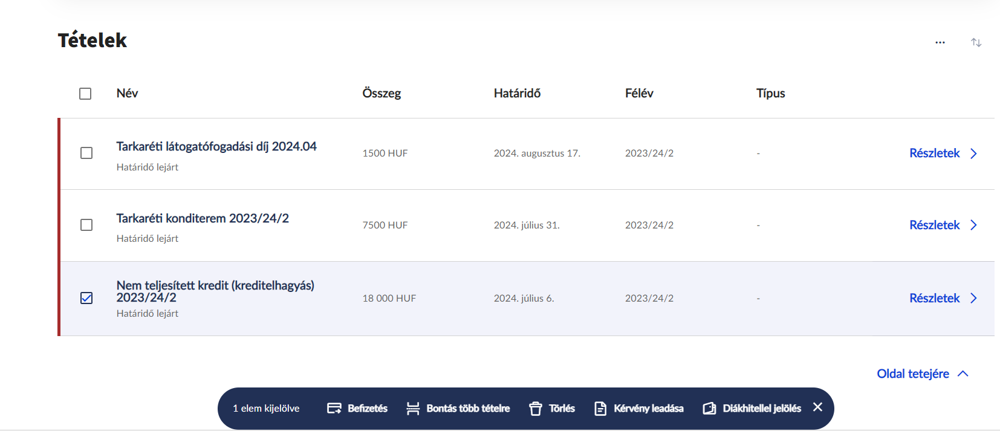 Tételek
Név Összeg Határidő Félév Típus
Tarkaréti látogatófogadási díj 2024.04
Határidő lejárt
1500 HUF 2024. augusztus 17. 2023/24/2 - Részletek
Tarkaréti konditerem 2023/24/2
Határidő lejárt
7500 HUF 2024. július 31. 2023/24/2 - Részletek
Nem teljesített kredit (kreditelhagyás)
2023/24/2
Határidő lejárt
18 000 HUF 2024. július 6. 2023/24/2 - Részletek
Oldal tetejére
1 elem kijelölve Befizetés Bontás több tételre Törlés Kérvény leadása Diákhitellel jelölés